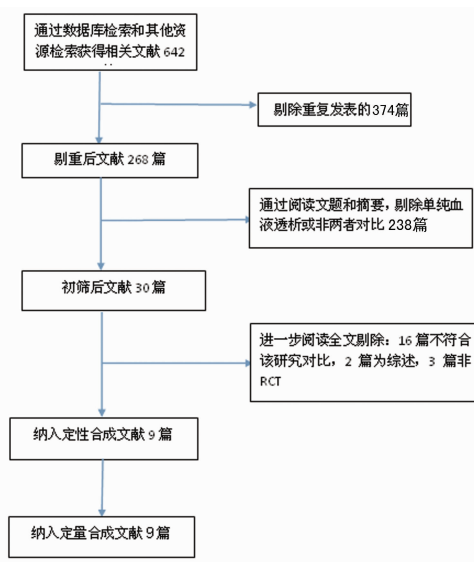 通过数据库检索和其他资
源检索获得相关文献 642
剔除重复发表的374篇
剔重后文献 268 篇
通过阅读文题和摘要，剔除单纯血
液透析或非两者对比 238篇
初筛后文献 30 篇
进一步阅读全文剔除：16 篇不符合
该研究对比，2 篇为综述，3 篇非
RCT
纳入定性合成文献 9 篇
纳入定量合成文献 9 篇